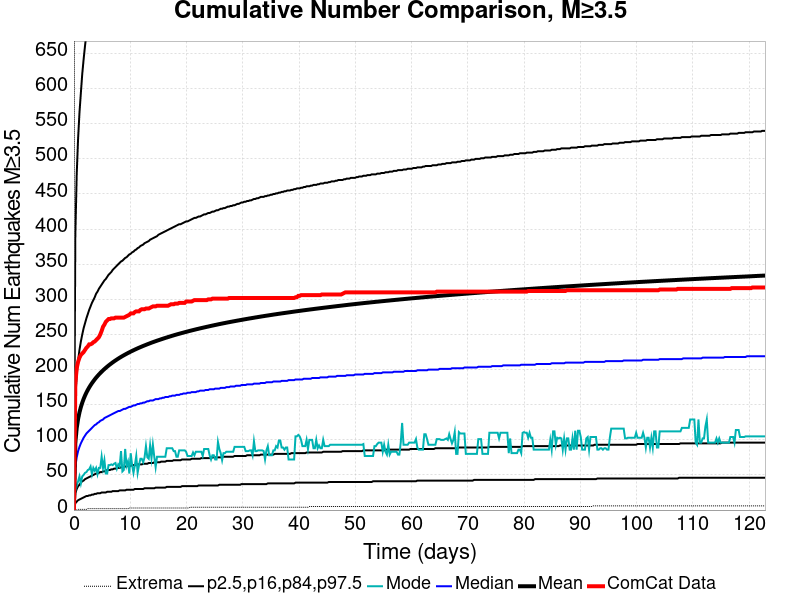 Cumulative Number Comparison, M≥3.5
Cumulative Num Earthquakes M≥3.5
650
600
550
500
450
400
350
300
250
200
150
100
50
0
0 10 20 30 40 50 60 70 80 90 100 110 120
Time (days)
Extrema p2.5,p16,p84,p97.5 Mode Median Mean ComCat Data